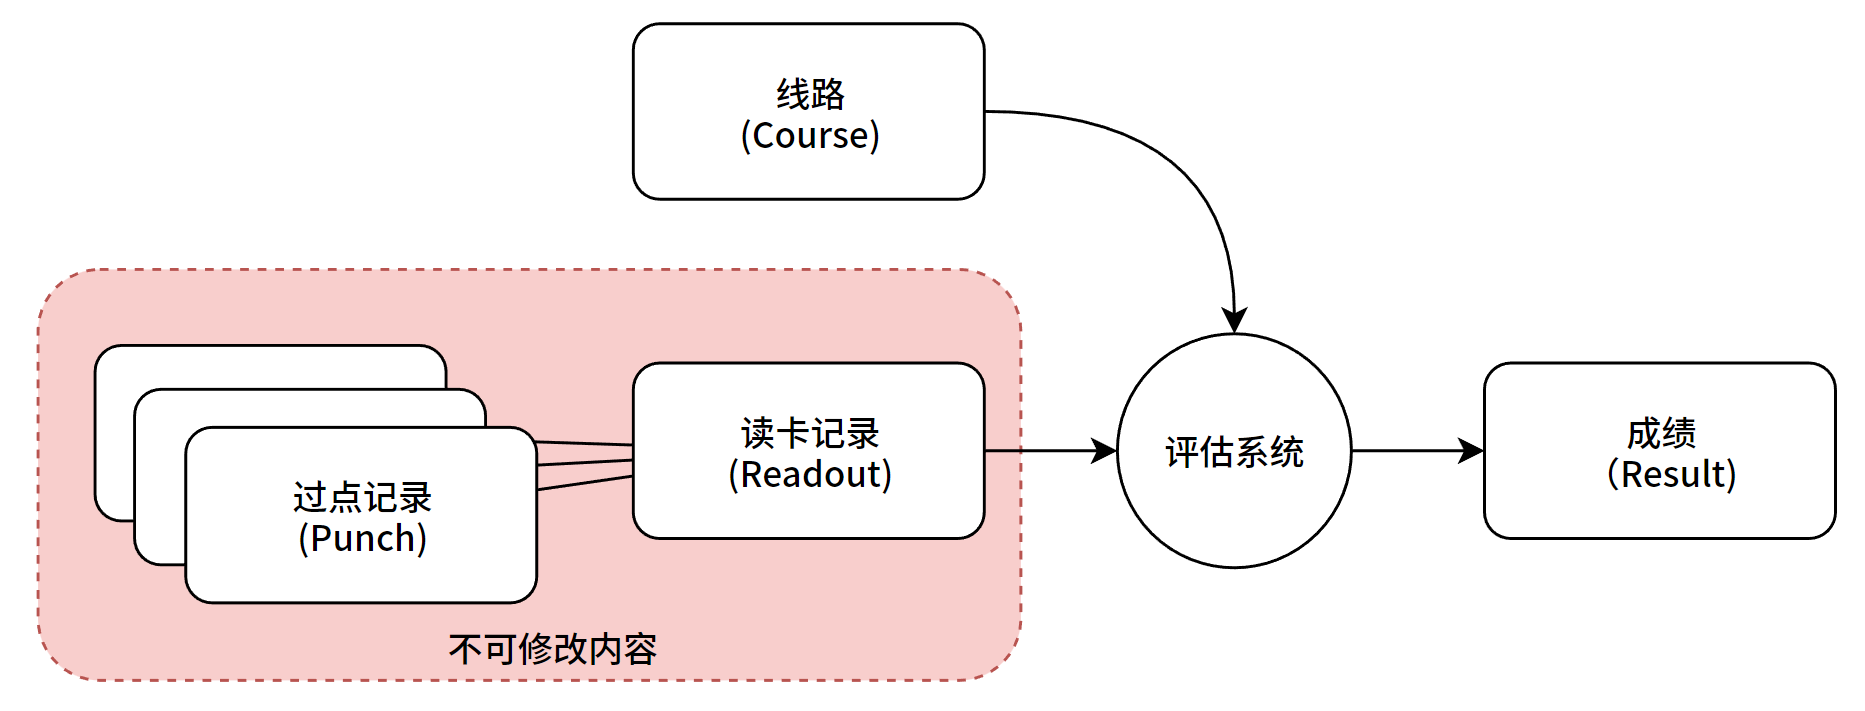 线路
(Course)
过点记录
(Punch)
读卡记录
(Readout)
不可修改内容
评估系统
成绩
（Result)